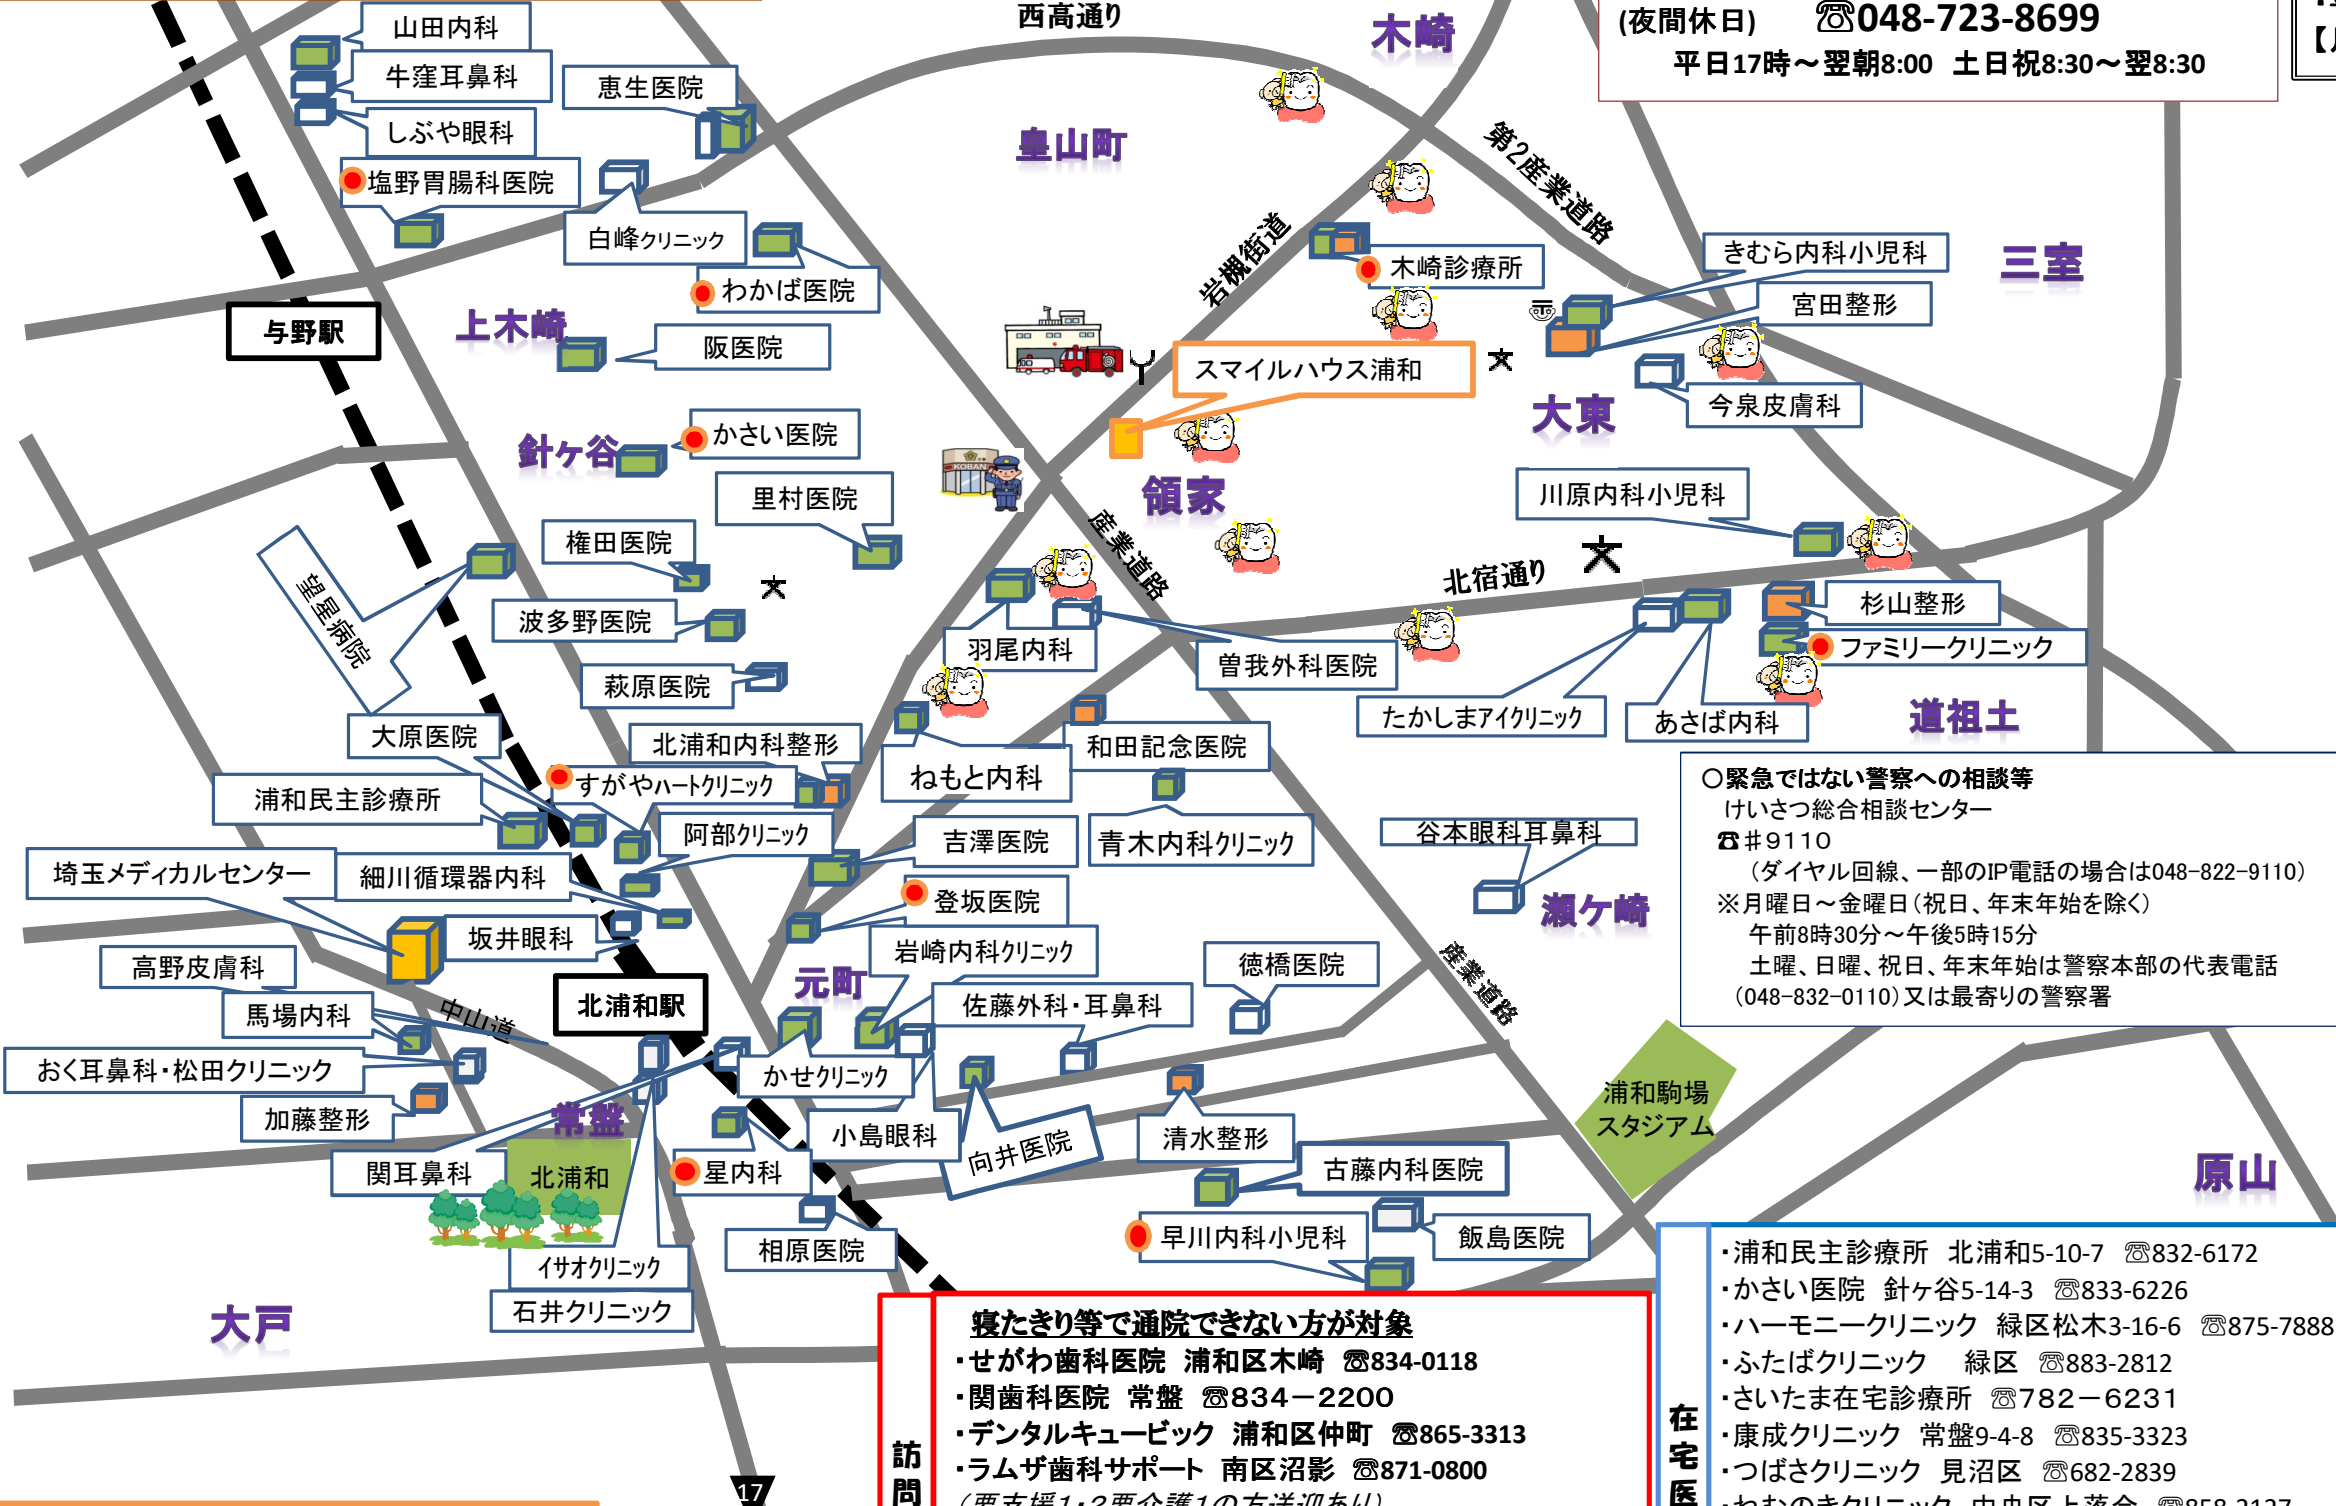 西高通り
木崎
(夜間休日) ☏048-723-8699
平日17時～翌朝8:00 土日祝8:30～翌8:30
山田内科
牛窪耳鼻科
しぶや眼科
恵生医院
塩野胃腸科医院
白峰クリニック
わかば医院
皇山町
第2産業道路
岩槻街道
木崎診療所
きむら内科小児科
宮田整形
三室
与野駅
上木崎
阪医院
スマイルハウス浦和
今泉皮膚科
大東
針ヶ谷
かさい医院
KOBAN
里村医院
領家
川原内科小児科
権田医院
産業道路
北宿通り
望星病院
波多野医院
羽尾内科
曽我外科医院
杉山整形
ファミリークリニック
萩原医院
たかしまアイクリニック
あさば内科
道祖土
大原医院
北浦和内科整形
和田記念医院
ねもと内科
すがやハートクリニック
浦和民主診療所
阿部クリニック
吉澤医院
青木内科クリニック
谷本眼科耳鼻科
○緊急ではない警察への相談等
けいさつ総合相談センター
☎♯9110
（ダイヤル回線、一部のIP電話の場合は048-822-9110）
※月曜日～金曜日（祝日、年末年始を除く）
午前8時30分～午後5時15分
土曜、日曜、祝日、年末年始は警察本部の代表電話
（048-832-0110）又は最寄りの警察署
埼玉メディカルセンター
細川循環器内科
登坂医院
瀬ケ崎
坂井眼科
岩崎内科クリニック
徳橋医院
産業道路
高野皮膚科
元町
北浦和駅
佐藤外科・耳鼻科
馬場内科
中山道
おく耳鼻科・松田クリニック
かせクリニック
浦和駒場
スタジアム
加藤整形
常盤
小島眼科
向井医院
清水整形
関耳鼻科
北浦和
星内科
古藤内科医院
原山
相原医院
早川内科小児科
飯島医院
イサオクリニック
石井クリニック
大戸
17
訪問
寝たきり等で通院できない方が対象
・せがわ歯科医院 浦和区木崎 ☎834-0118
・関歯科医院 常盤 ☏834－2200
・デンタルキュービック 浦和区仲町 ☎865-3313
・ラムザ歯科サポート 南区沼影 ☎871-0800
（要支援1・2要介護1の方送迎あり）
在宅医
・浦和民主診療所 北浦和5-10-7 ☏832-6172
・かさい医院 針ヶ谷5-14-3 ☏833-6226
・ハーモニークリニック 緑区松木3-16-6 ☏875-7888
・ふたばクリニック 緑区 ☏883-2812
・さいたま在宅診療所 ☏782－6231
・康成クリニック 常盤9-4-8 ☏835-3323
・つばさクリニック 見沼区 ☏682-2839
・ねむのきクリニック 中央区上落合 ☏858-2127